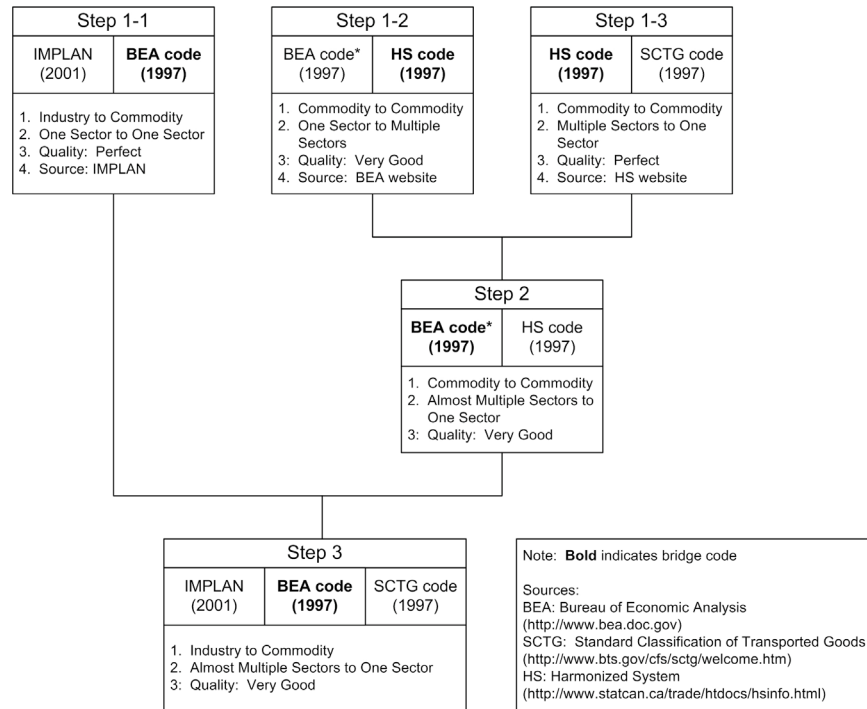 Step 1-1
IMPLAN
(2001)
BEA code
(1997)
1. Industry to Commodity
2. One Sector to One Sector
3. Quality: Perfect
4. Source: IMPLAN
Step 1-2
BEA code*
(1997)
HS code
(1997)
1. Commodity to Commodity
2. One Sector to Multiple
Sectors
3: Quality: Very Good
4. Source: BEA website
Step 1-3
HS code
(1997)
SCTG code
(1997)
1. Commodity to Commodity
2. Multiple Sectors to One
Sector
3. Quality: Perfect
4. Source: HS website
Step 2
BEA code*
(1997)
HS code
(1997)
1. Commodity to Commodity
2. Almost Multiple Sectors to
One Sector
3: Quality: Very Good
Step 3
IMPLAN
(2001)
BEA code
(1997)
SCTG code
(1997)
1. Industry to Commodity
2. Almost Multiple Sectors to One Sector
3: Quality: Very Good
Note: Bold indicates bridge code
Sources:
BEA: Bureau of Economic Analysis
(http://www.bea.doc.gov)
SCTG: Standard Classification of Transported Goods
(http://www.bts.gov/cfs/sctg/welcome.htm)
HS: Harmonized System
(http://www.statcan.ca/trade/htdocs/hsinfo.html)